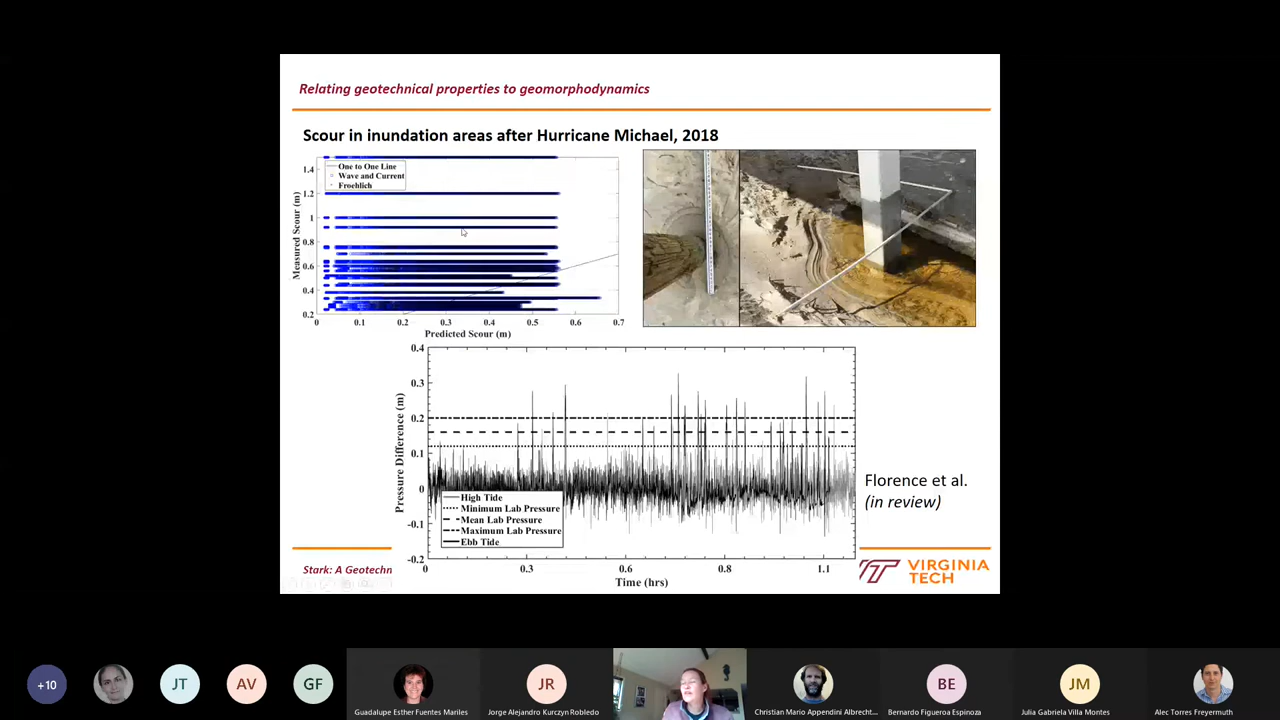 Relating geotechnical properties to geomorphodynamics
Scour in inundation areas after Hurricane Michael, 2018
1.4
1.2
1
0.8
0.6
0.4
0.2
Measured Scour (m)
One to One Line
Wave and Current
Froehlich
0
0.1
0.2
0.3
0.4
0.5
0.6
0.7
Predicted Scour (m)
0.4
0.3
0.2
0.1
0
-0.1
-0.2
Pressure Difference (m)
High Tide
Minimum Lab Pressure
Mean Lab Pressure
Maximum Lab Pressure
Ebb Tide
0
0.3
0.6
0.8
1.1
Time (hrs)
Florence et al.
(in review)
Stark: A Geotechn
VT VIRGINIA
TECH
+10
JT
AV
GF
JR
BE
JM
Guadalupe Esther Fuentes Mariles
Jorge Alejandro Kurczyn Robledo
Christian Mario Appendini Albrecht...
Bernardo Figueroa Espinoza
Julia Gabriela Villa Montes
Alec Torres Freyermuth